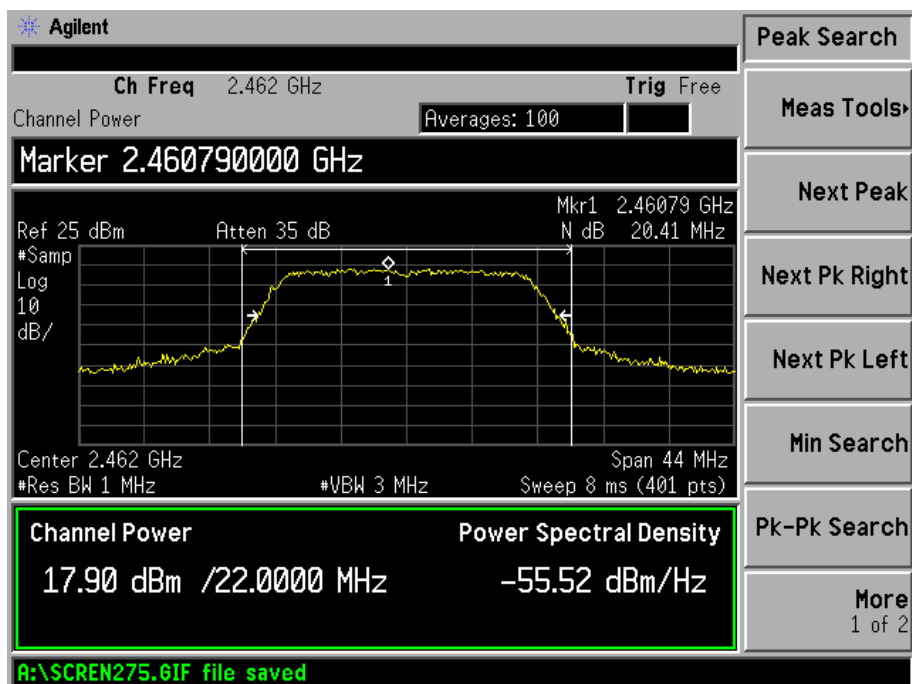 Agilent
Peak Search
Ch Freq 2.462 GHz Trig Free
Channel Power Averages: 100
Meas Tools
Marker 2.460790000 GHz
Next Peak
Mkr1 2.46079 GHz
Ref 25 dBm Atten 35 dB N dB 20.41 MHz
#Samp
Log
10
dB/
1
Next Pk Right
Next Pk Left
Center 2.462 GHz Span 44 MHz
#Res BW 1 MHz #VBW 3 MHz Sweep 8 ms (401 pts)
Min Search
Channel Power Power Spectral Density
17.90 dBm /22.0000 MHz -55.52 dBm/Hz
Pk-Pk Search
More
1 of 2
A:\SCREN275.GIF file saved